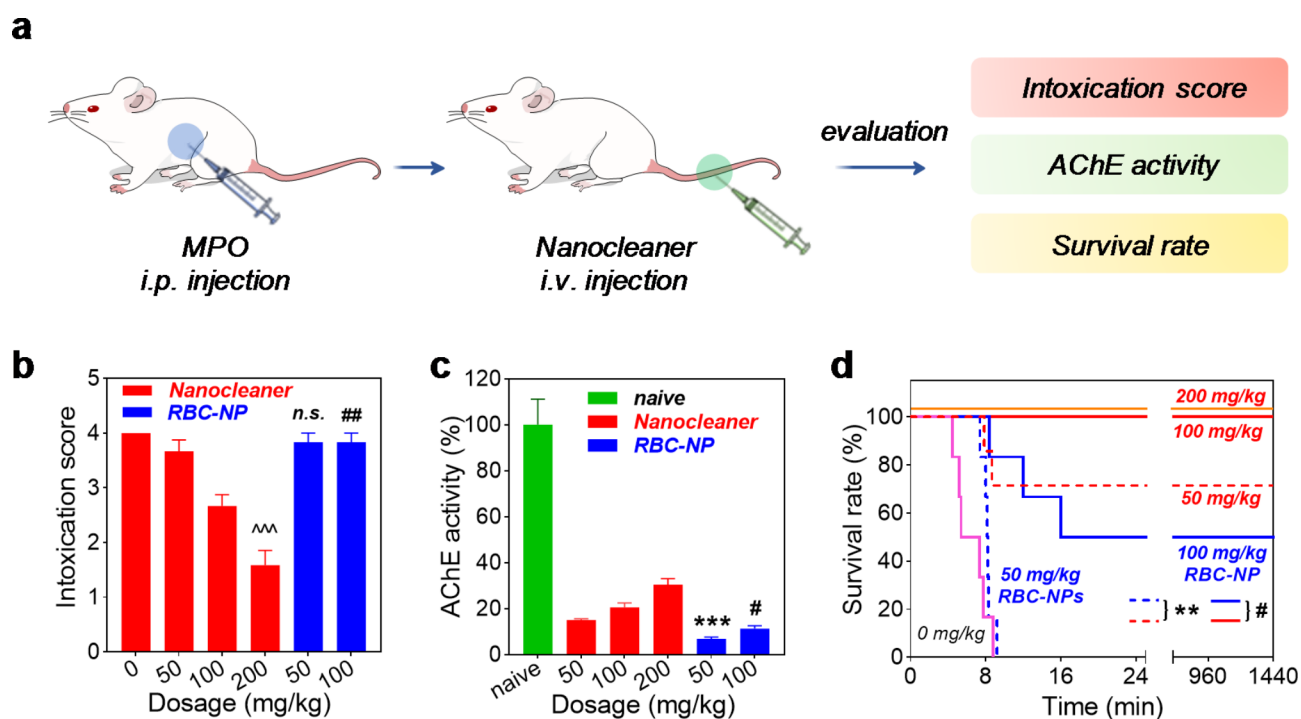 a
MPO
i.p. injection
Nanocleaner
i.v. injection
evaluation
Intoxication score
AChE activity
Survival rate
b
Intoxication score
5
4
3
2
1
0
Nanocleaner
RBC-NP
^^^
n.s.
##
0 50 100 200 50 100
Dosage (mg/kg)
c
AChE activity (%)
120
100
80
60
40
20
0
naive
Nanocleaner
RBC-NP
***
#
naive 50 100 200 50 100
Dosage (mg/kg)
d
Survival rate (%)
100
80
60
40
20
0
200 mg/kg
100 mg/kg
50 mg/kg
100 mg/kg
RBC-NP
50 mg/kg
RBC-NPs
0 mg/kg
} ** } #
0 8 16 24 960 1440
Time (min)